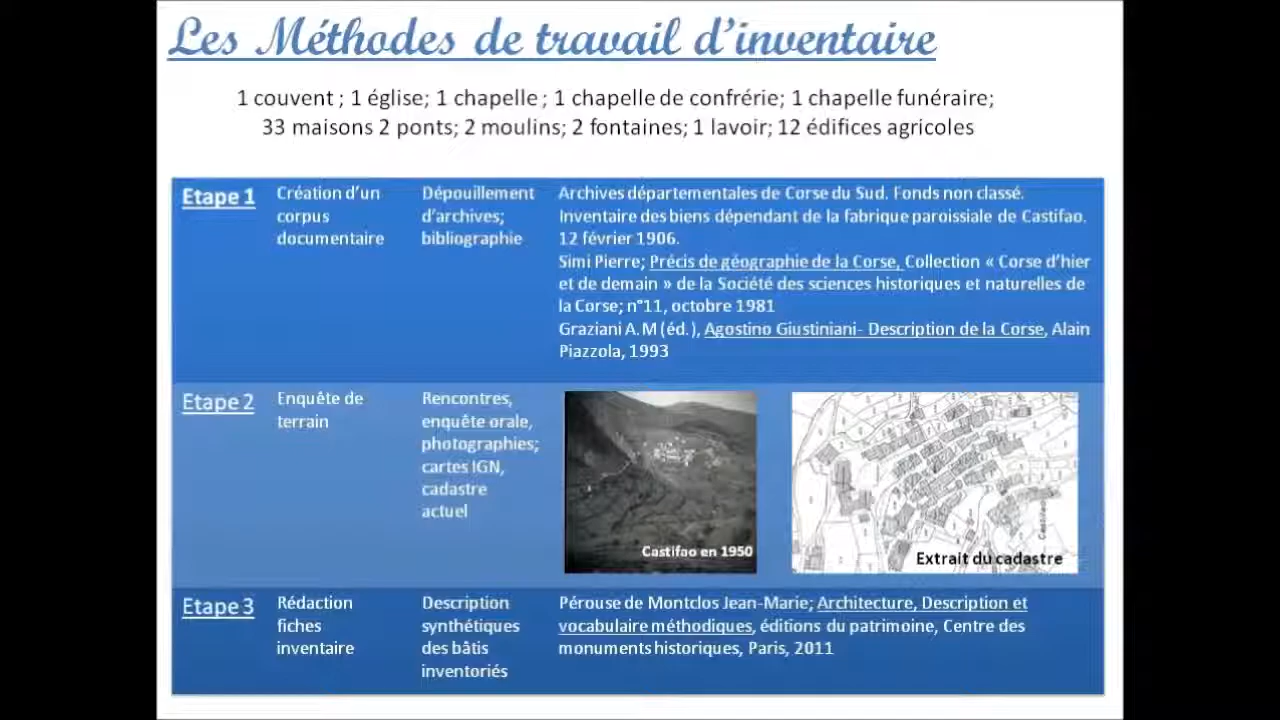 Les Méthodes de travail d'inventaire
1 couvent ; 1 église; 1 chapelle ; 1 chapelle de confrérie; 1 chapelle funéraire;
33 maisons 2 ponts; 2 moulins; 2 fontaines; 1 lavoir; 12 édifices agricoles
Etape 1
Création d'un
corpus
documentaire
Dépouillement
d'archives;
bibliographie
Archives départementales de Corse du Sud. Fonds non classé.
Inventaire des biens dépendant de la fabrique paroissiale de Castifao.
12 février 1906.
Simi Pierre; Précis de géographie de la Corse, Collection « Corse d'hier
et de demain » de la Société des sciences historiques et naturelles de
la Corse; n°11, octobre 1981
Graziani A.M (éd.), Agostino Giustiniani- Description de la Corse, Alain
Piazzola, 1993
Etape 2
Enquête de
terrain
Rencontres,
enquête orale,
photographies;
cartes IGN,
cadastre
actuel
Castifao en 1950
Castifao
Extrait du cadastre
Etape 3
Rédaction
fiches
inventaire
Description
synthétiques
des bâtis
inventoriés
Pérouse de Montclos Jean-Marie; Architecture, Description et
vocabulaire méthodiques, éditions du patrimoine, Centre des
monuments historiques, Paris, 2011